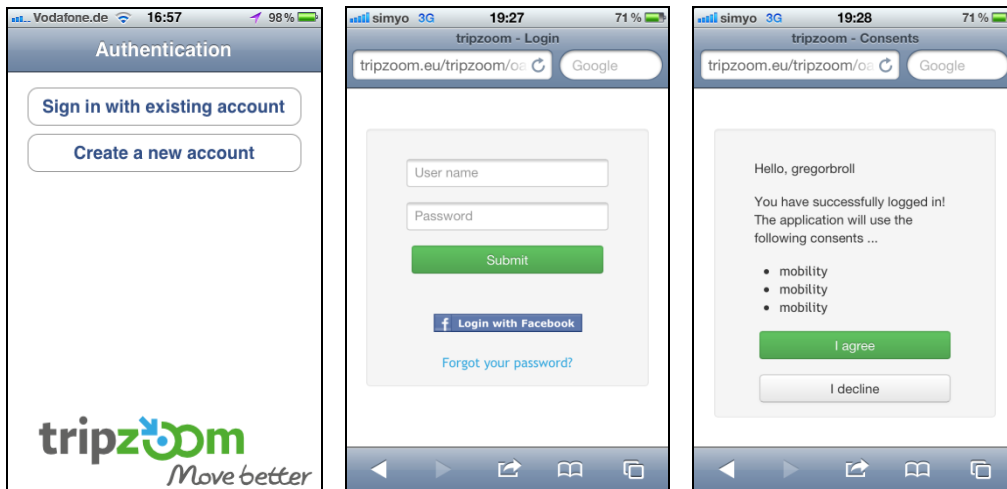 Vodafone.de 16:57 98%
Authentication
Sign in with existing account
Create a new account
tripzoom
Move better
simyo 3G 19:27 71%
tripzoom - Login
tripzoom.eu/tripzoom/oa Google
User name
Password
Submit
f Login with Facebook
Forgot your password?
simyo 3G 19:28 71%
tripzoom - Consents
tripzoom.eu/tripzoom/oa Google
Hello, gregorbroll
You have successfully logged in!
The application will use the
following consents ...
• mobility
• mobility
• mobility
I agree
I decline